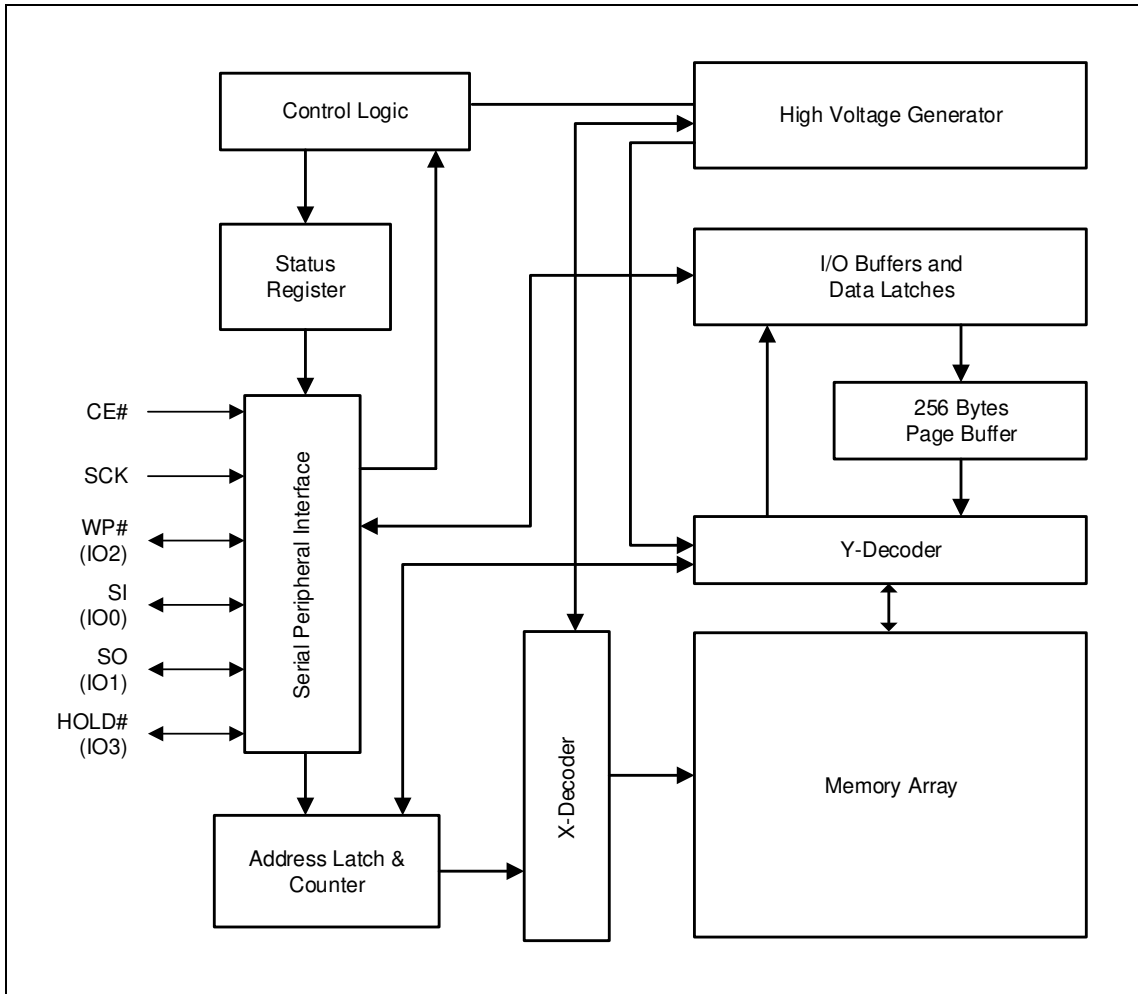 Control Logic
High Voltage Generator
Status
Register
I/O Buffers and
Data Latches
256 Bytes
Page Buffer
CE#
SCK
WP#
(IO2)
SI
(IO0)
SO
(IO1)
HOLD#
(IO3)
Serial Peripheral Interface
Y-Decoder
X-Decoder
Memory Array
Address Latch &
Counter